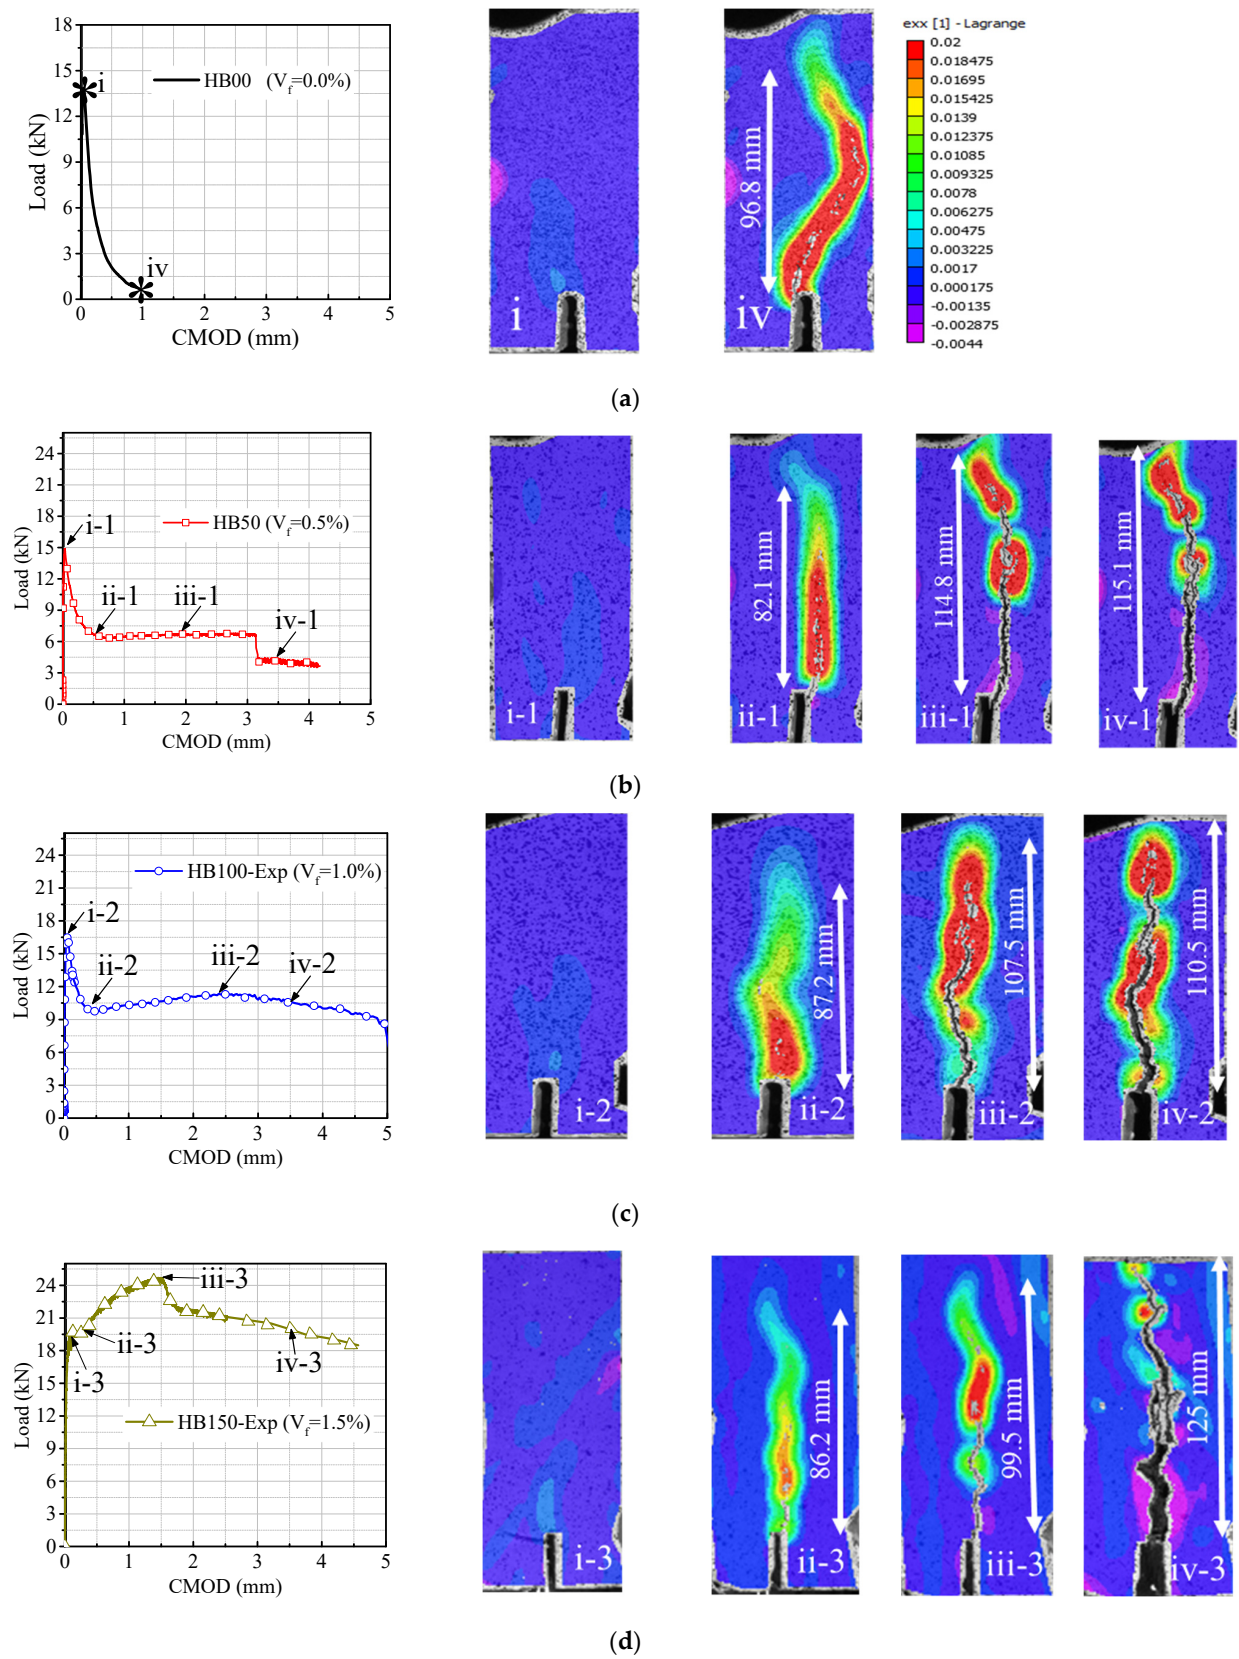 18
15
12
9
6
3
0
Load (kN)
i
HB00 (V_f=0.0%)
iv
0 1 2 3 4 5
CMOD (mm)
i
96.8 mm
iv
exx [1] - Lagrange
0.02
0.018475
0.01695
0.015425
0.0139
0.012375
0.01085
0.009325
0.0078
0.006275
0.00475
0.003225
0.0017
0.000175
-0.00135
-0.002875
-0.0044
(a)
24
21
18
15
12
9
6
3
0
Load (kN)
i-1
HB50 (V_f=0.5%)
ii-1
iii-1
iv-1
0 1 2 3 4 5
CMOD (mm)
i-1
82.1 mm
ii-1
114.8 mm
iii-1
115.1 mm
iv-1
(b)
24
21
18
15
12
9
6
3
0
Load (kN)
HB100-Exp (V_f=1.0%)
i-2
ii-2
iii-2
iv-2
0 1 2 3 4 5
CMOD (mm)
i-2
87.2 mm
ii-2
107.5 mm
iii-2
110.5 mm
iv-2
(c)
24
21
18
15
12
9
6
3
0
Load (kN)
iii-3
ii-3
i-3
iv-3
HB150-Exp (V_f=1.5%)
0 1 2 3 4 5
CMOD (mm)
i-3
86.2 mm
ii-3
99.5 mm
iii-3
125 mm
iv-3
(d)